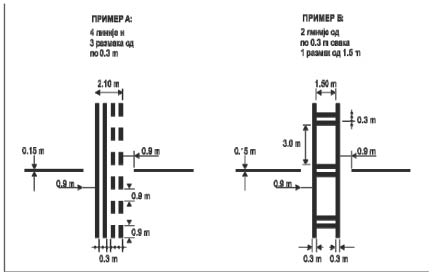 ПРИМЕР А:
4 линије и
3 размака од
по 0.3 m
2.10 m
0.15 m
0.9 m
0.9 m
0.9 m
0.9 m
0.3 m
ПРИМЕР Б:
2 линије од
по 0.3 m свака
1 размак од 1.5 m
1.50 m
0.3 m
3.0 m
0.15 m
0.9 m
0.9 m
0.3 m 0.3 m